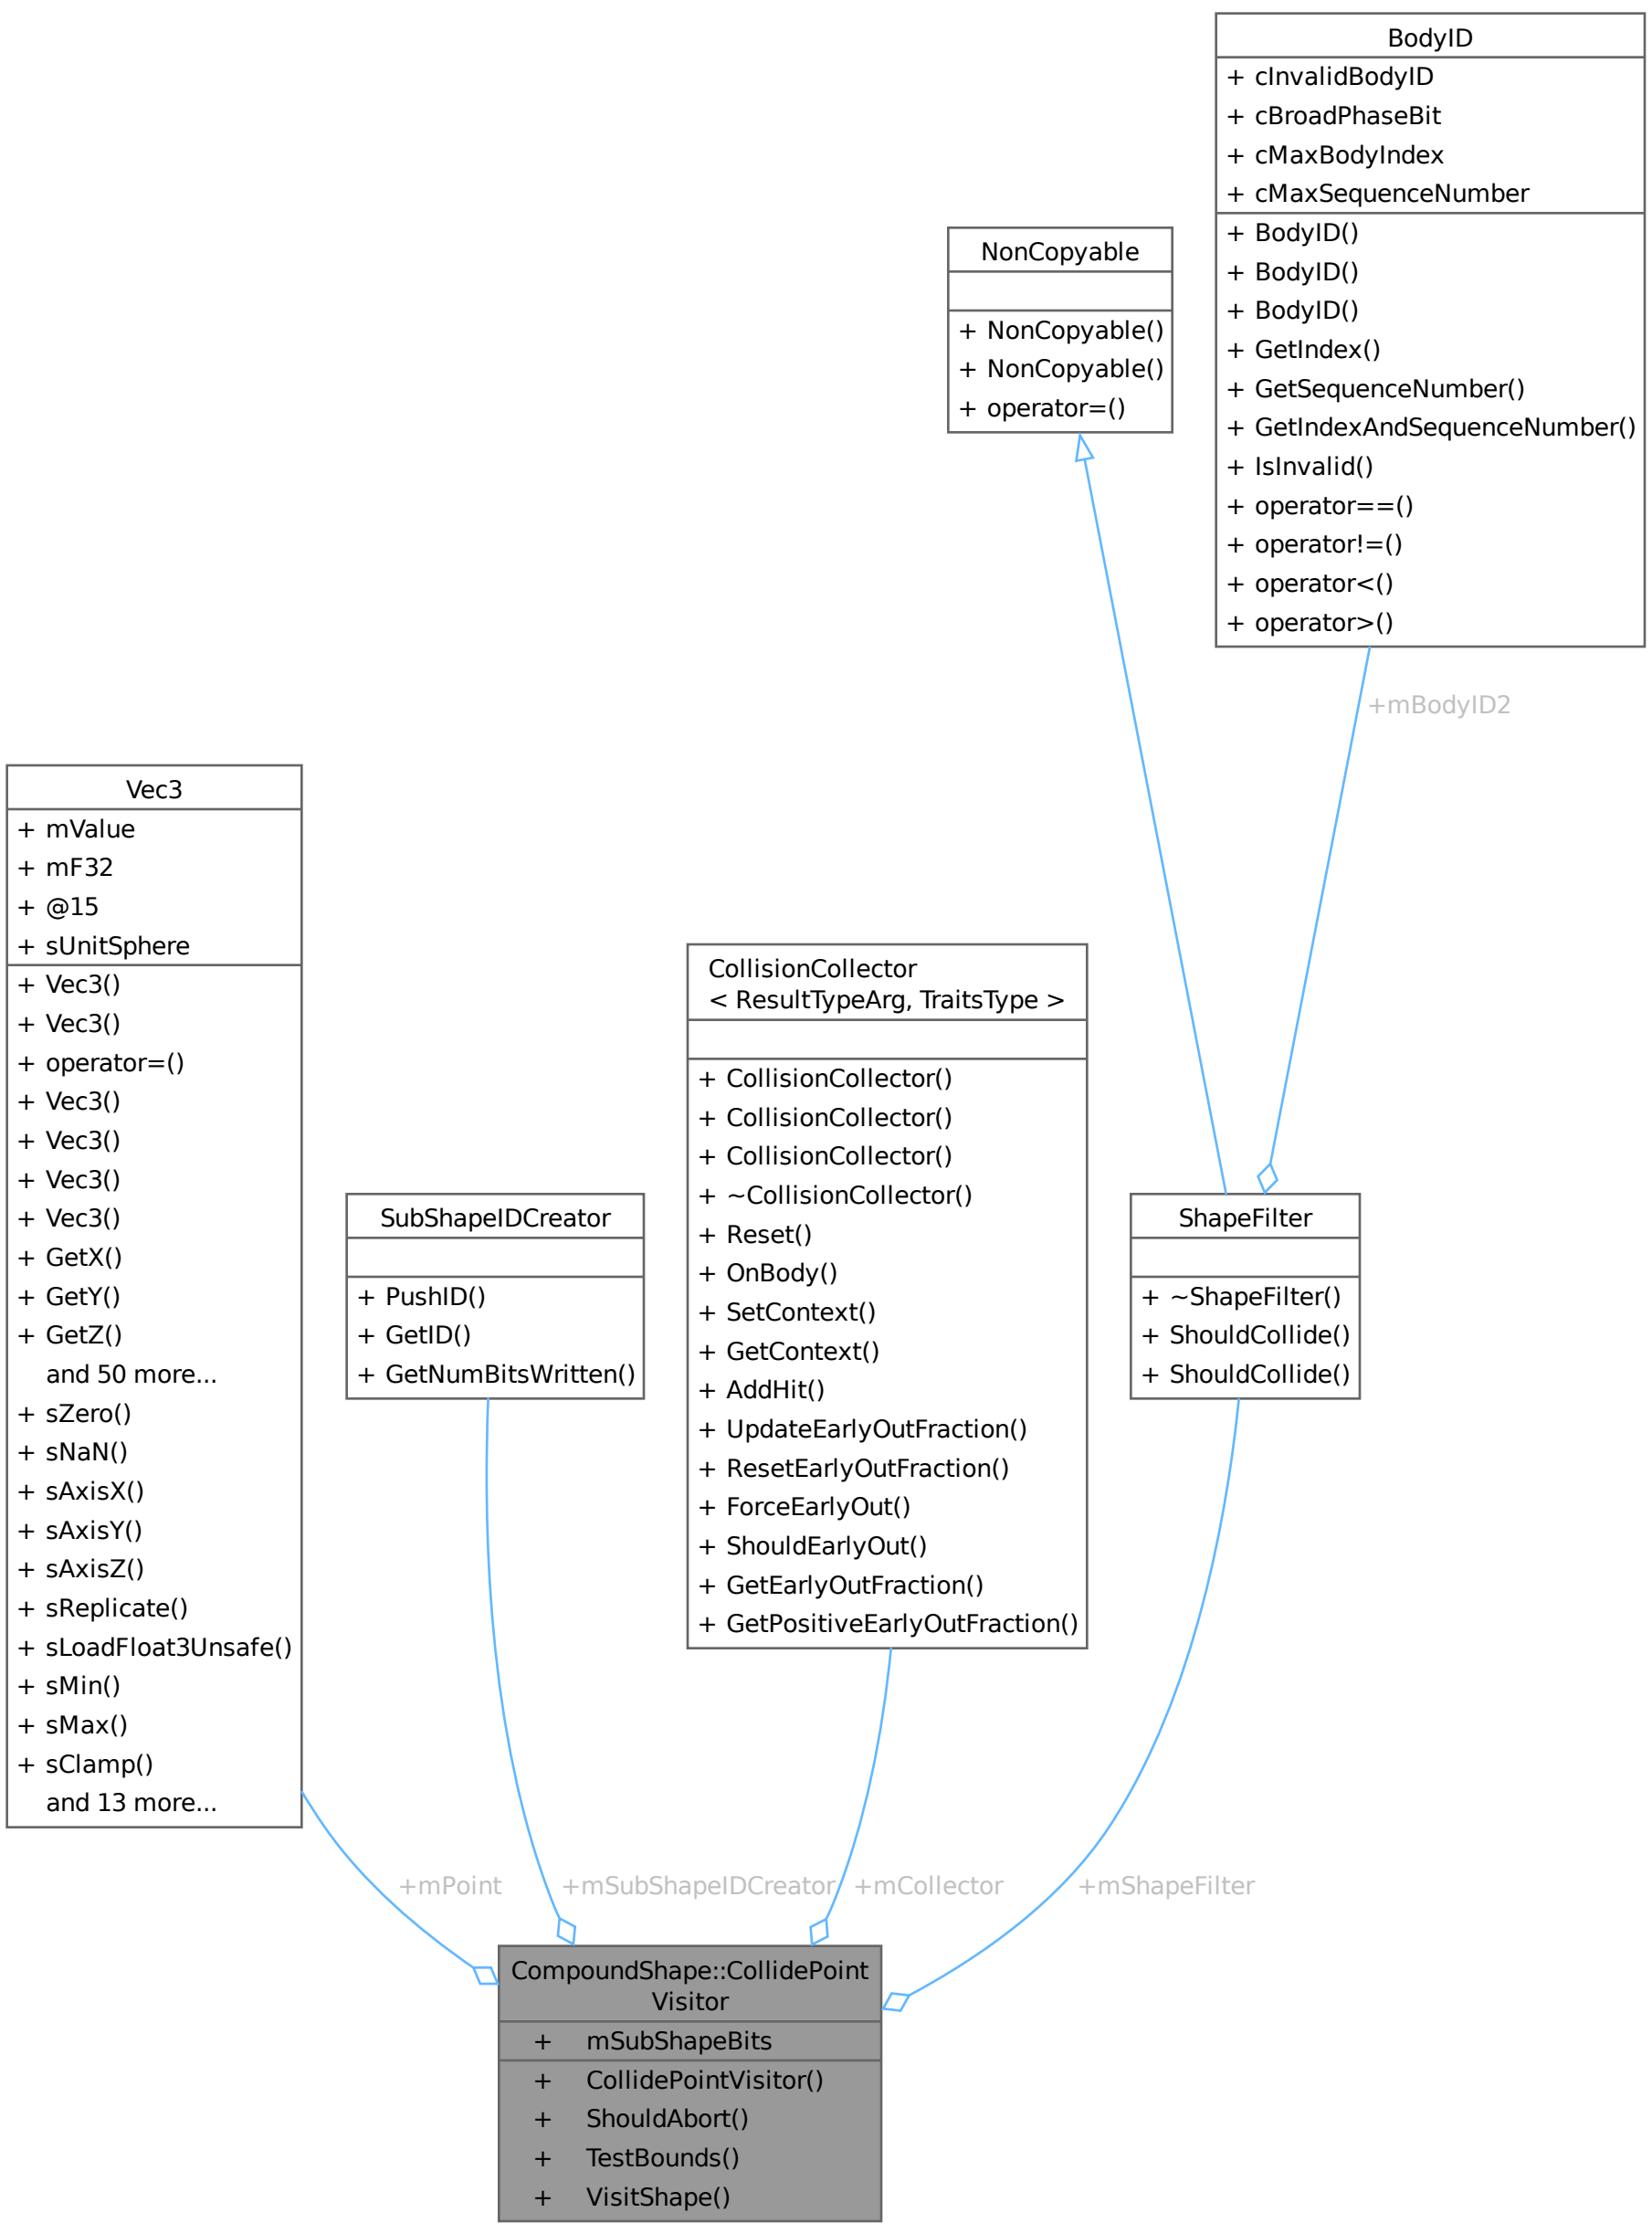 BodyID
+ cInvalidBodyID
+ cBroadPhaseBit
+ cMaxBodyIndex
+ cMaxSequenceNumber
+ BodyID()
+ BodyID()
+ BodyID()
+ GetIndex()
+ GetSequenceNumber()
+ GetIndexAndSequenceNumber()
+ IsInvalid()
+ operator==()
+ operator!=()
+ operator<()
+ operator>()
NonCopyable
+ NonCopyable()
+ NonCopyable()
+ operator=()
+mBodyID2
Vec3
+ mValue
+ mF32
+ @15
+ sUnitSphere
+ Vec3()
+ Vec3()
+ operator=()
+ Vec3()
+ Vec3()
+ Vec3()
+ Vec3()
+ GetX()
+ GetY()
+ GetZ()
and 50 more...
+ sZero()
+ sNaN()
+ sAxisX()
+ sAxisY()
+ sAxisZ()
+ sReplicate()
+ sLoadFloat3Unsafe()
+ sMin()
+ sMax()
+ sClamp()
and 13 more...
SubShapeIDCreator
+ PushID()
+ GetID()
+ GetNumBitsWritten()
CollisionCollector
< ResultTypeArg, TraitsType >
+ CollisionCollector()
+ CollisionCollector()
+ CollisionCollector()
+ ~CollisionCollector()
+ Reset()
+ OnBody()
+ SetContext()
+ GetContext()
+ AddHit()
+ UpdateEarlyOutFraction()
+ ResetEarlyOutFraction()
+ ForceEarlyOut()
+ ShouldEarlyOut()
+ GetEarlyOutFraction()
+ GetPositiveEarlyOutFraction()
ShapeFilter
+ ~ShapeFilter()
+ ShouldCollide()
+ ShouldCollide()
+mPoint
+mSubShapeIDCreator
+mCollector
+mShapeFilter
CompoundShape::CollidePoint
Visitor
+ mSubShapeBits
+ CollidePointVisitor()
+ ShouldAbort()
+ TestBounds()
+ VisitShape()